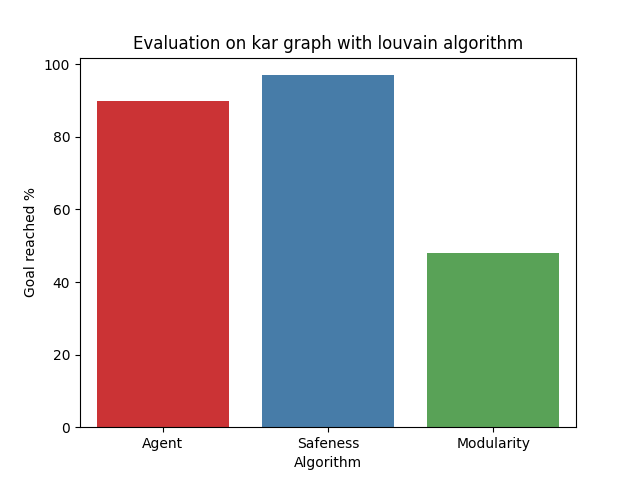 Evaluation on kar graph with louvain algorithm
Goal reached %
100
80
60
40
20
0
Agent
Safeness
Modularity
Algorithm